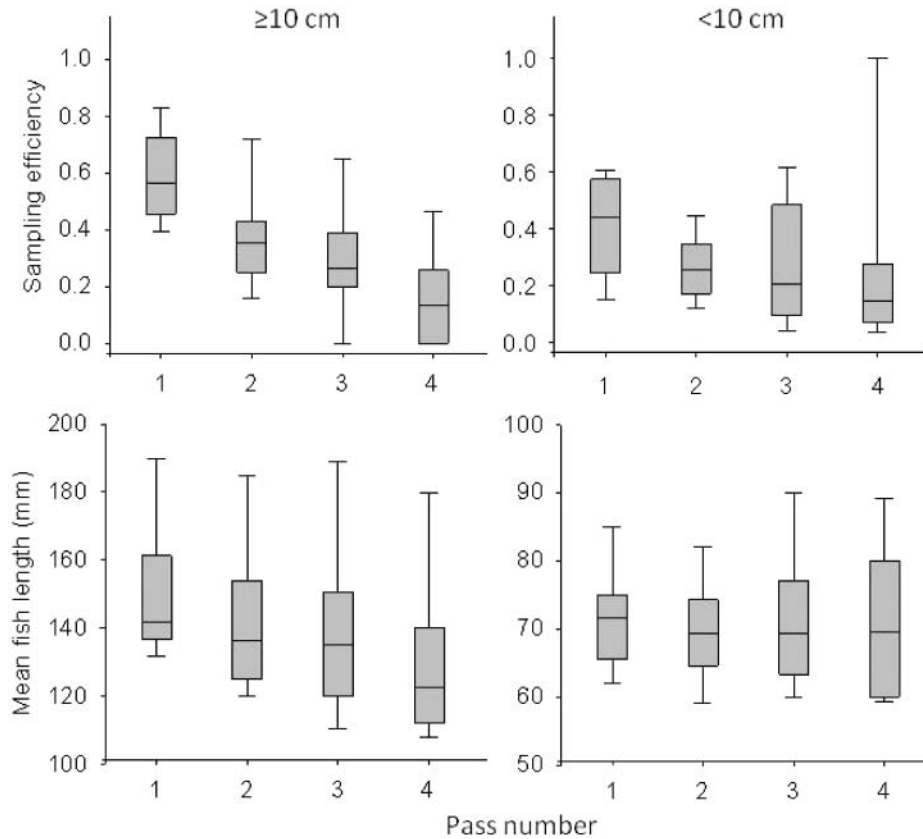 ≥10 cm
<10 cm
Sampling efficiency
1.0
0.8
0.6
0.4
0.2
0.0
1 2 3 4
1.0
0.8
0.6
0.4
0.2
0.0
1 2 3 4
Mean fish length (mm)
200
180
160
140
120
100
1 2 3 4
100
90
80
70
60
50
1 2 3 4
Pass number